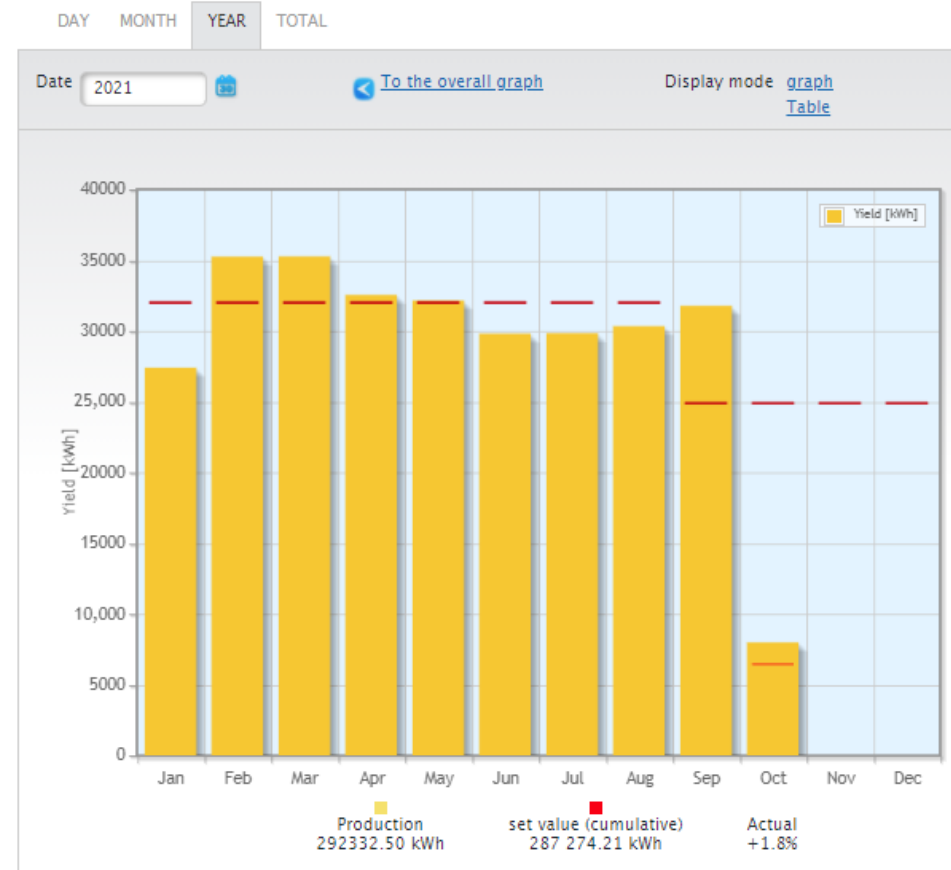 DAY MONTH YEAR TOTAL
Date 2021 To the overall graph Display mode graph
Table
Yield [kWh]
40000
35000
30000
25,000
20000
15000
10,000
5000
0
Yield [kWh]
Jan Feb Mar Apr May Jun Jul Aug Sep Oct Nov Dec
Production set value (cumulative) Actual
292332.50 kWh 287 274.21 kWh +1.8%